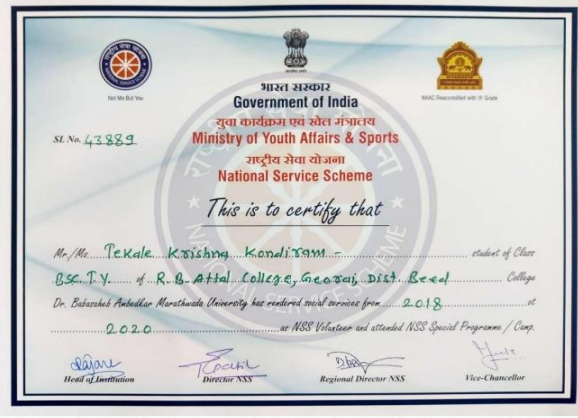 Not Me But You
NAAC Reaccredited with 'A' Grade
भारत सरकार
Government of India
युवा कार्यक्रम एवं खेल मंत्रालय
SL No. 43889
Ministry of Youth Affairs & Sports
राष्ट्रीय सेवा योजना
National Service Scheme
This is to certify that
Mr./Ms. Tekale Krishna Kondiram - student of Class
BSC. T.Y. of R. B. Attal College, Georai, Dist. Beed College
Dr. Babasaheb Ambedkar Marathwada University has rendered social services from 2018 ot
2020 as NSS Volunteer and attended NSS Special Programme / Camp.
Head of Institution Director NSS Regional Director NSS Vice-Chancellor